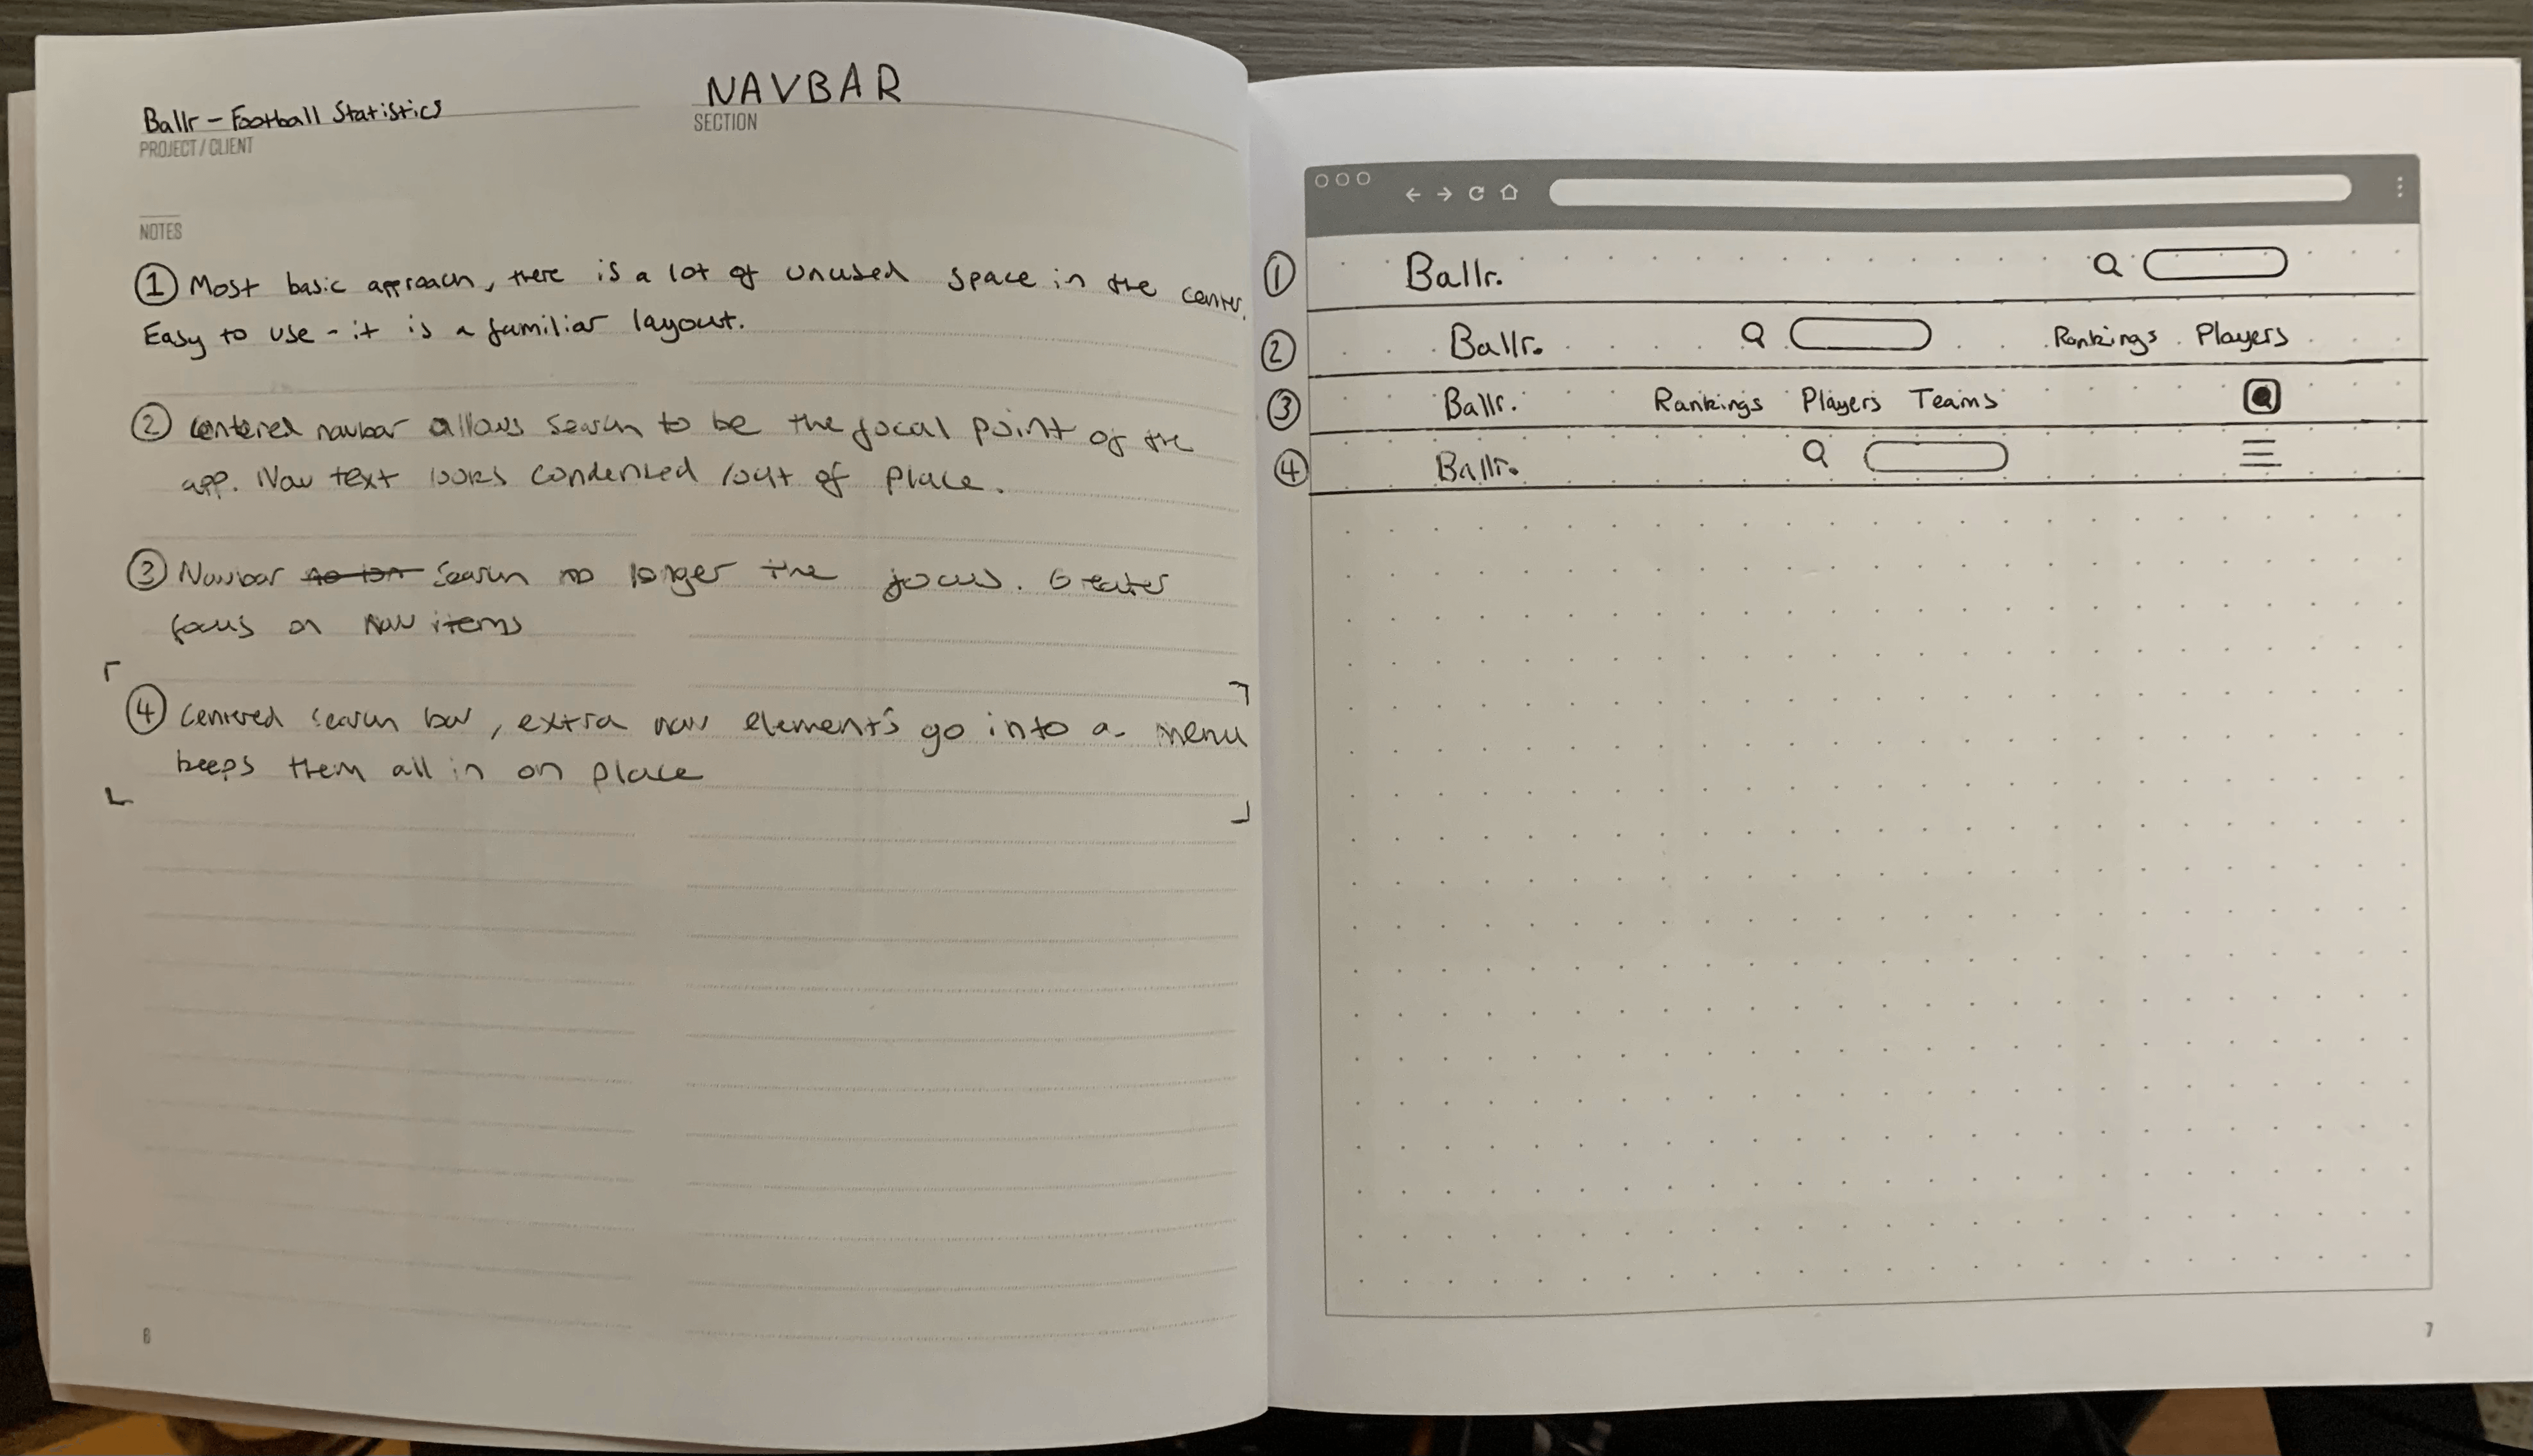 Ballr – Football Statistics
PROJECT / CLIENT
NAVBAR
SECTION
NOTES
① Most basic approach, there is a lot of unused space in the center.
Easy to use - it is a familiar layout.
② Centered navbar allows search to be the focal point of the
app. Nav text looks condensed / out of place.
③ Navbar no lon search no longer the focus. Greater
focus on nav items
④ Centered search bar, extra nav elements go into a menu
keeps them all in on place
6
① Ballr.
② Ballr. Rankings Players
③ Ballr. Rankings Players Teams
④ Ballr.
7